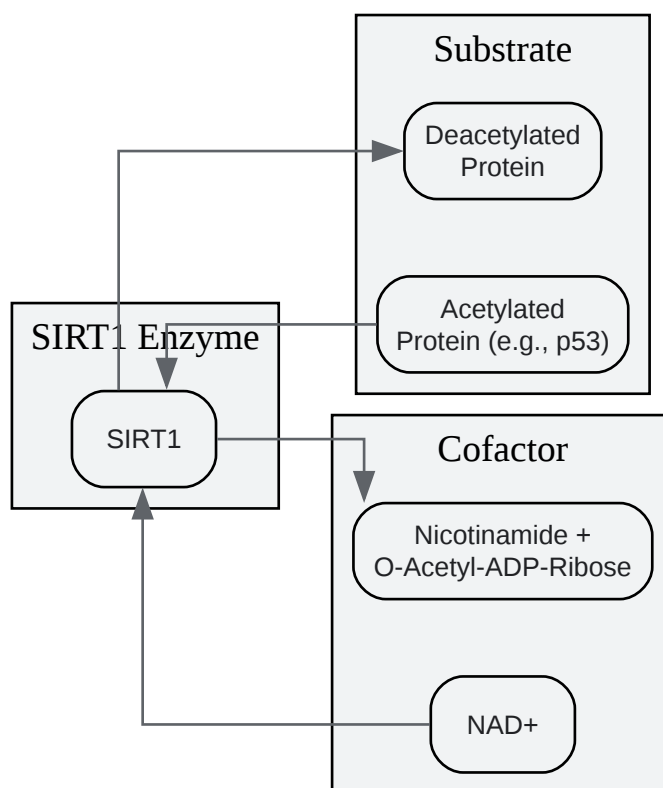 Substrate
Deacetylated
Protein
Acetylated
Protein (e.g., p53)
SIRT1 Enzyme
SIRT1
Cofactor
Nicotinamide +
O-Acetyl-ADP-Ribose
NAD+